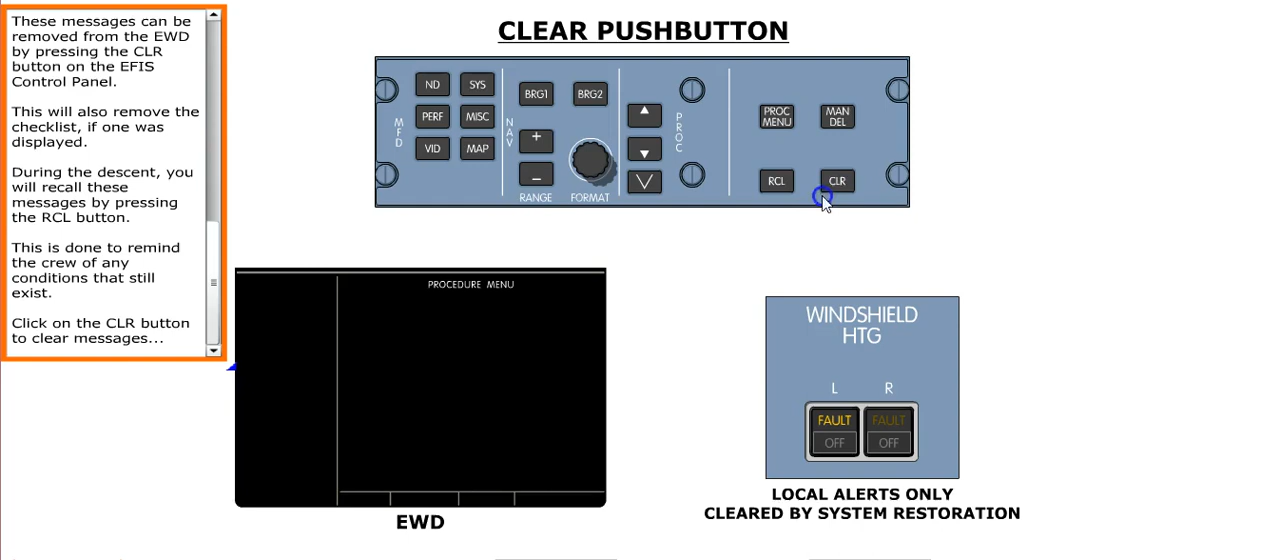 These messages can be
removed from the EWD
by pressing the CLR
button on the EFIS
Control Panel.
This will also remove the
checklist, if one was
displayed.
During the descent, you
will recall these
messages by pressing
the RCL button.
This is done to remind
the crew of any
conditions that still
exist.
Click on the CLR button
to clear messages...
CLEAR PUSHBUTTON
MFD
ND
SYS
PERF
MISC
VID
MAP
NAV
BRG1
BRG2
+
−
RANGE
FORMAT
PROC
PROC MENU
MAN DEL
RCL
CLR
PROCEDURE MENU
EWD
WINDSHIELD
HTG
L R
FAULT FAULT
OFF OFF
LOCAL ALERTS ONLY
CLEARED BY SYSTEM RESTORATION